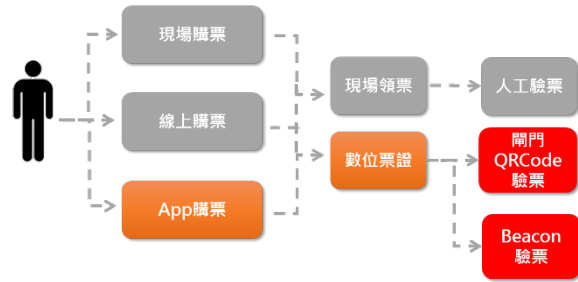 現場購票
線上購票
App購票
現場領票
數位票證
人工驗票
閘門
QRCode
驗票
Beacon
驗票